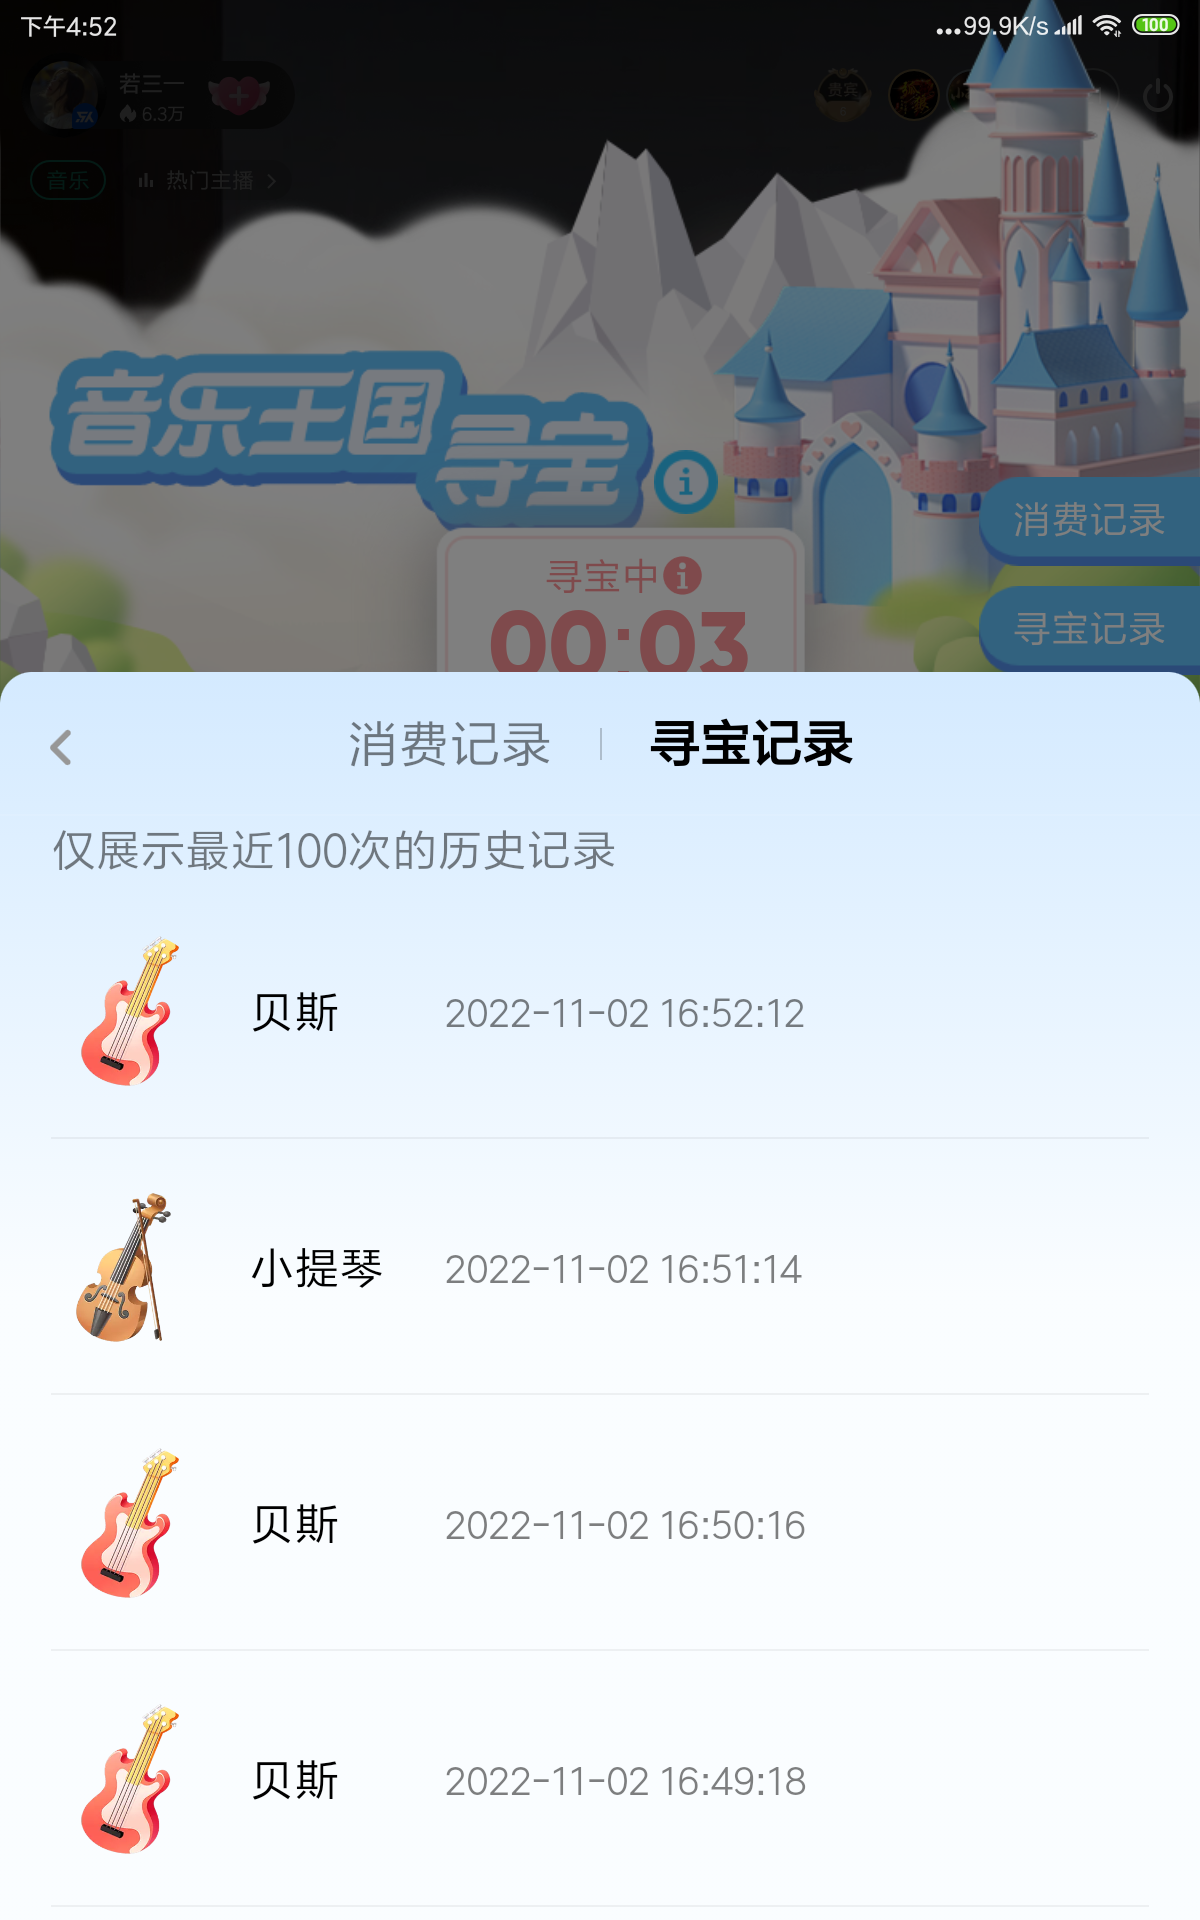 下午4:52
...99.9K/s
100
若三一
6.3万
贵宾
音乐
热门主播
音乐王国
寻宝
消费记录
寻宝中
00:03
寻宝记录
消费记录
寻宝记录
仅展示最近100次的历史记录
贝斯 2022-11-02 16:52:12
小提琴 2022-11-02 16:51:14
贝斯 2022-11-02 16:50:16
贝斯 2022-11-02 16:49:18